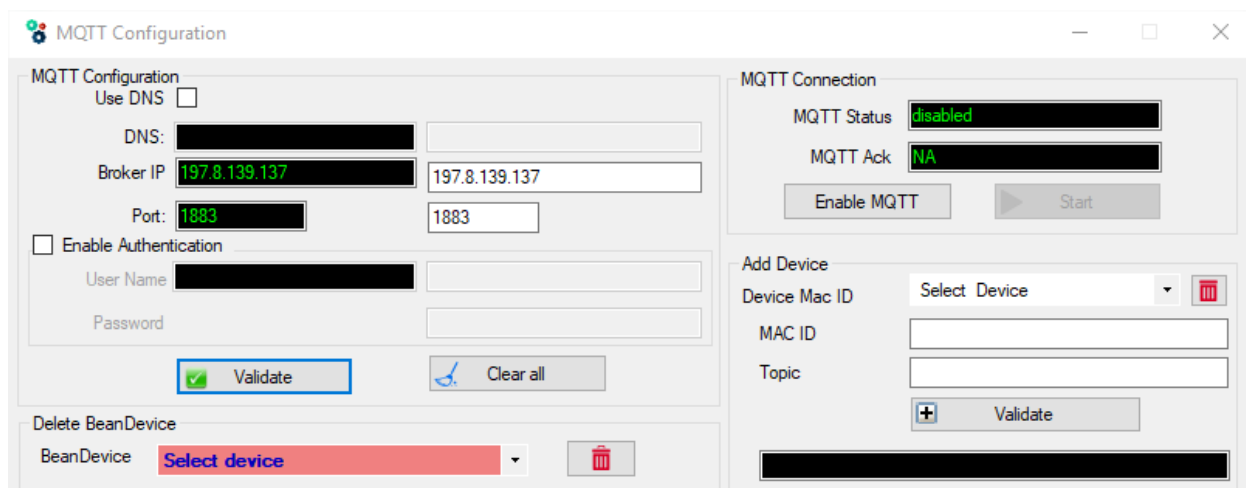 MQTT Configuration
MQTT Configuration
Use DNS
DNS:
Broker IP 197.8.139.137 197.8.139.137
Port: 1883 1883
Enable Authentication
User Name
Password
Validate Clear all
Delete BeanDevice
BeanDevice Select device
MQTT Connection
MQTT Status disabled
MQTT Ack NA
Enable MQTT Start
Add Device
Device Mac ID Select Device
MAC ID
Topic
Validate